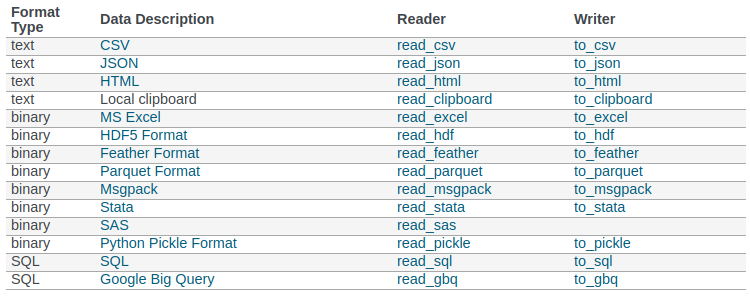 Format Type Data Description Reader Writer
text CSV read_csv to_csv
text JSON read_json to_json
text HTML read_html to_html
text Local clipboard read_clipboard to_clipboard
binary MS Excel read_excel to_excel
binary HDF5 Format read_hdf to_hdf
binary Feather Format read_feather to_feather
binary Parquet Format read_parquet to_parquet
binary Msgpack read_msgpack to_msgpack
binary Stata read_stata to_stata
binary SAS read_sas
binary Python Pickle Format read_pickle to_pickle
SQL SQL read_sql to_sql
SQL Google Big Query read_gbq to_gbq